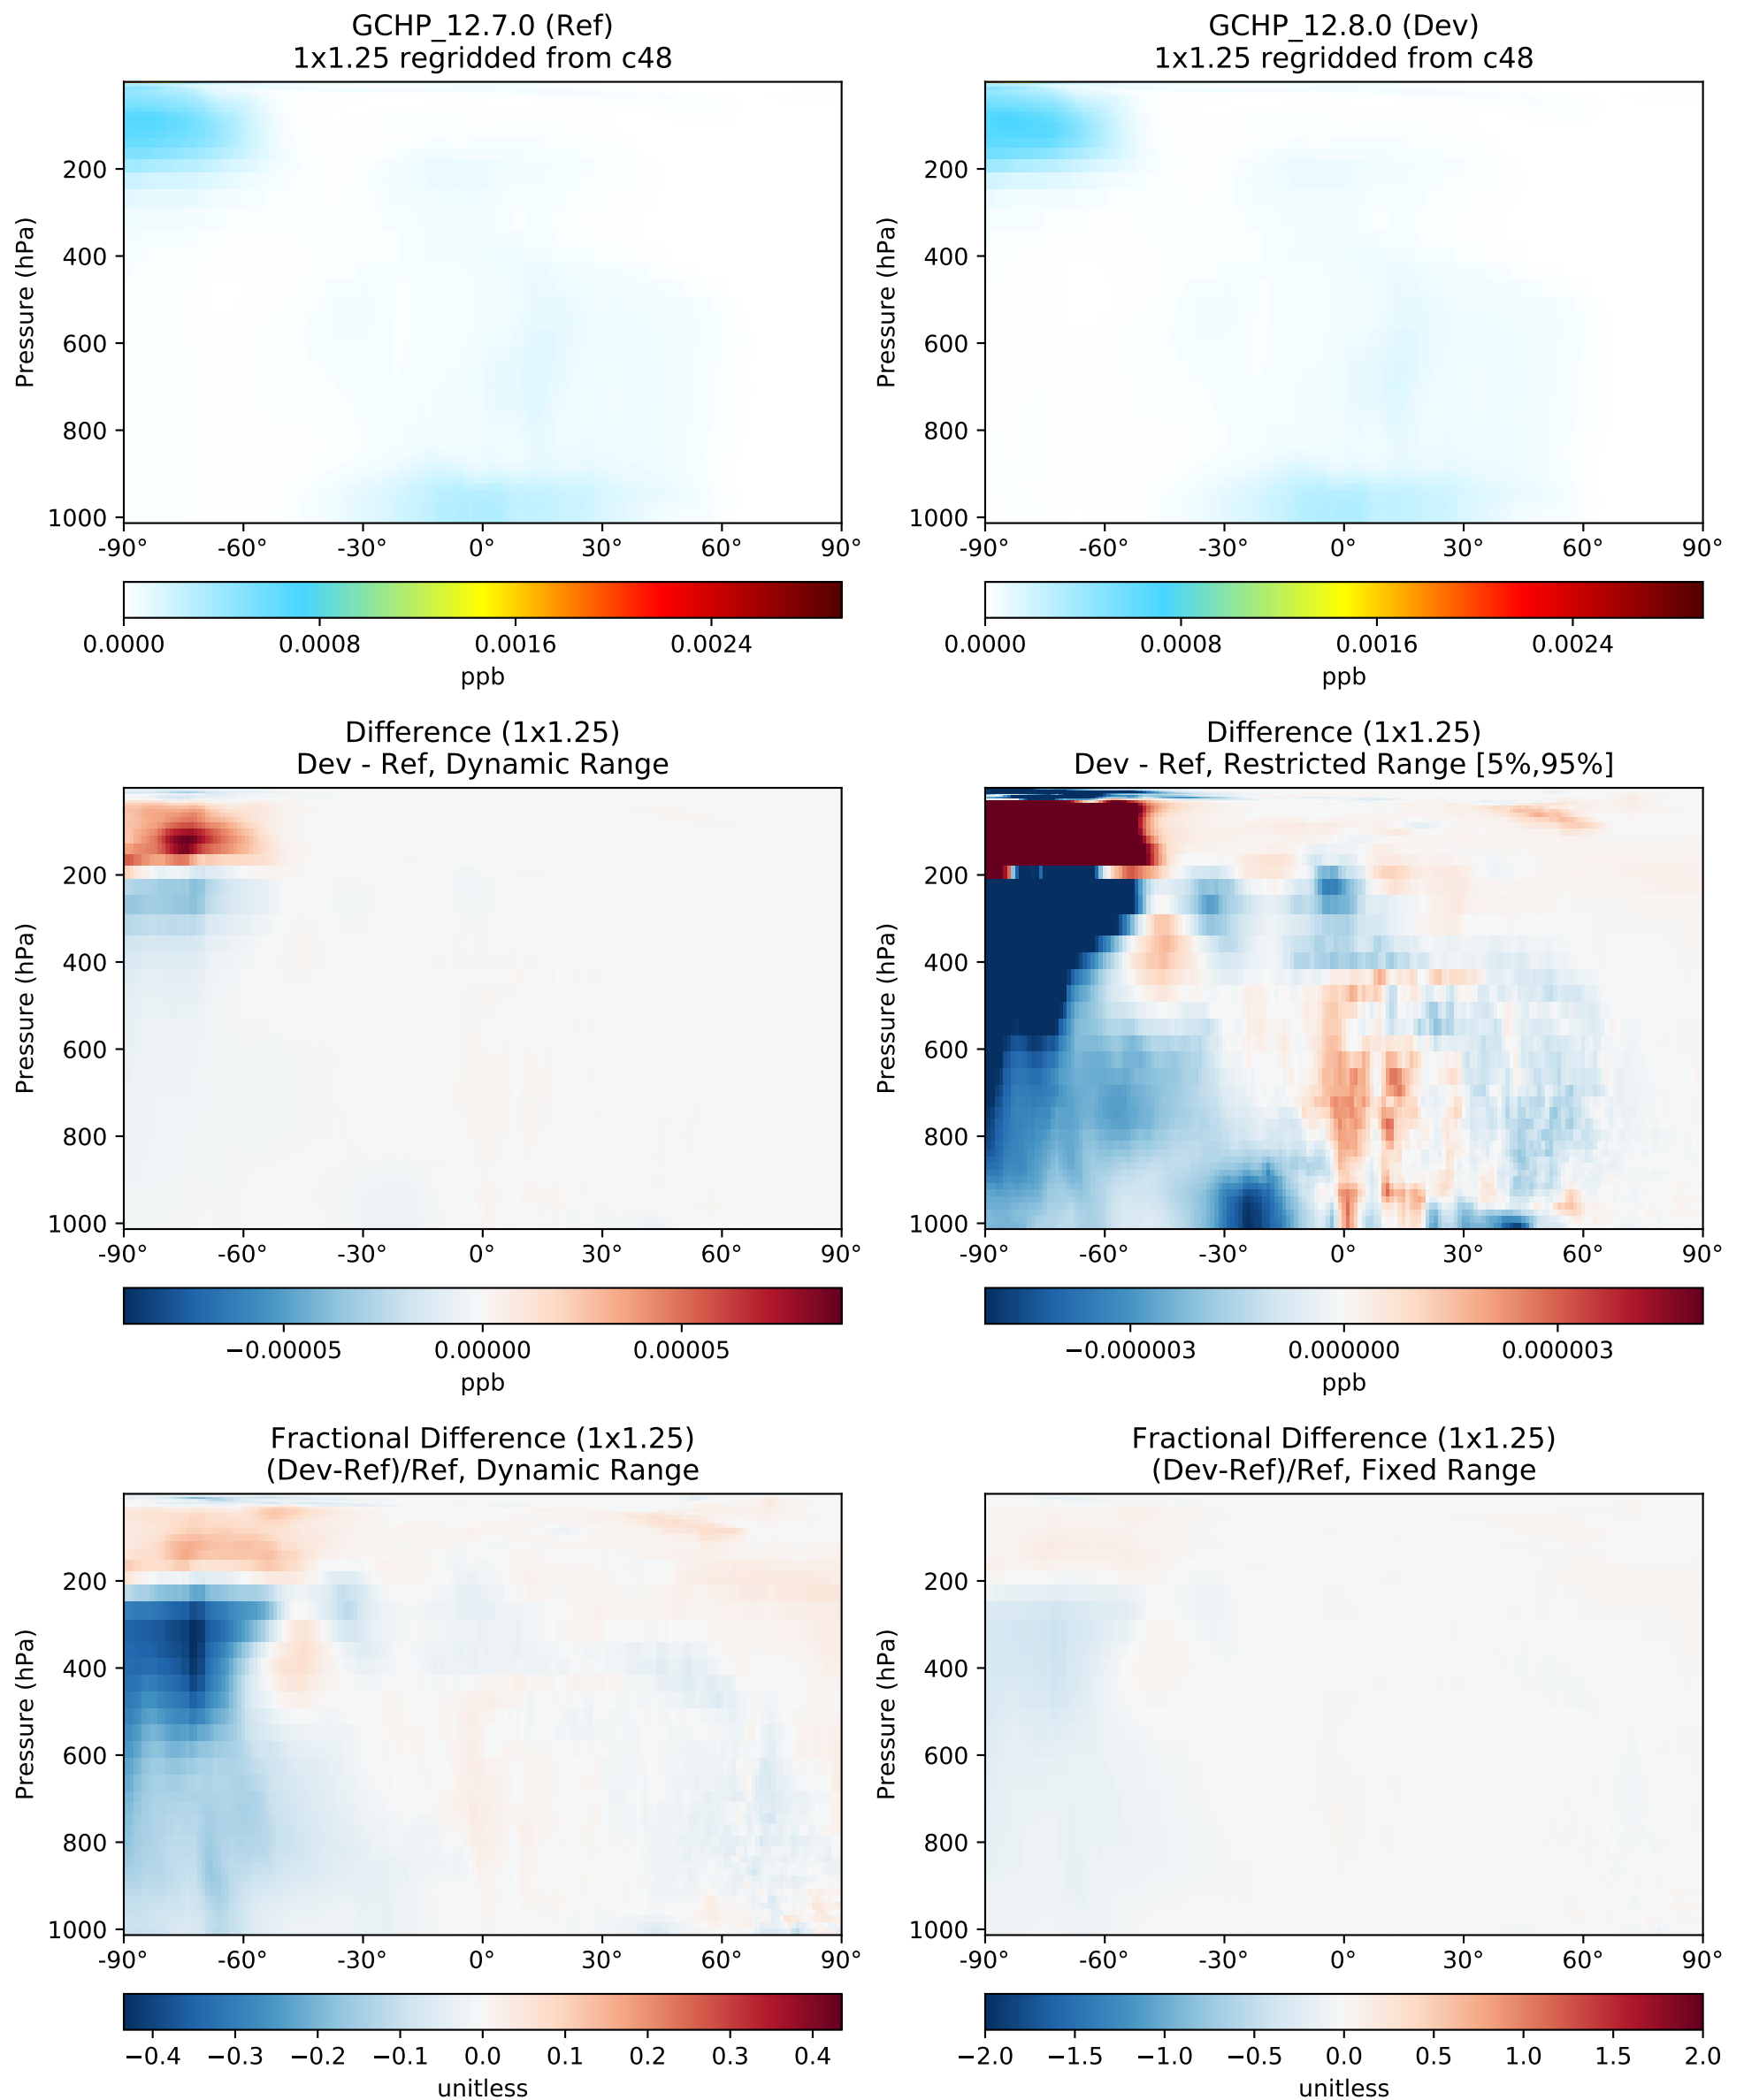 GCHP_12.7.0 (Ref)
1x1.25 regridded from c48
Pressure (hPa)
200
400
600
800
1000
-90° -60° -30° 0° 30° 60° 90°
0.0000 0.0008 0.0016 0.0024
ppb
GCHP_12.8.0 (Dev)
1x1.25 regridded from c48
Pressure (hPa)
200
400
600
800
1000
-90° -60° -30° 0° 30° 60° 90°
0.0000 0.0008 0.0016 0.0024
ppb
Difference (1x1.25)
Dev - Ref, Dynamic Range
Pressure (hPa)
200
400
600
800
1000
-90° -60° -30° 0° 30° 60° 90°
−0.00005 0.00000 0.00005
ppb
Difference (1x1.25)
Dev - Ref, Restricted Range [5%,95%]
Pressure (hPa)
200
400
600
800
1000
-90° -60° -30° 0° 30° 60° 90°
−0.000003 0.000000 0.000003
ppb
Fractional Difference (1x1.25)
(Dev-Ref)/Ref, Dynamic Range
Pressure (hPa)
200
400
600
800
1000
-90° -60° -30° 0° 30° 60° 90°
−0.4 −0.3 −0.2 −0.1 0.0 0.1 0.2 0.3 0.4
unitless
Fractional Difference (1x1.25)
(Dev-Ref)/Ref, Fixed Range
Pressure (hPa)
200
400
600
800
1000
-90° -60° -30° 0° 30° 60° 90°
−2.0 −1.5 −1.0 −0.5 0.0 0.5 1.0 1.5 2.0
unitless